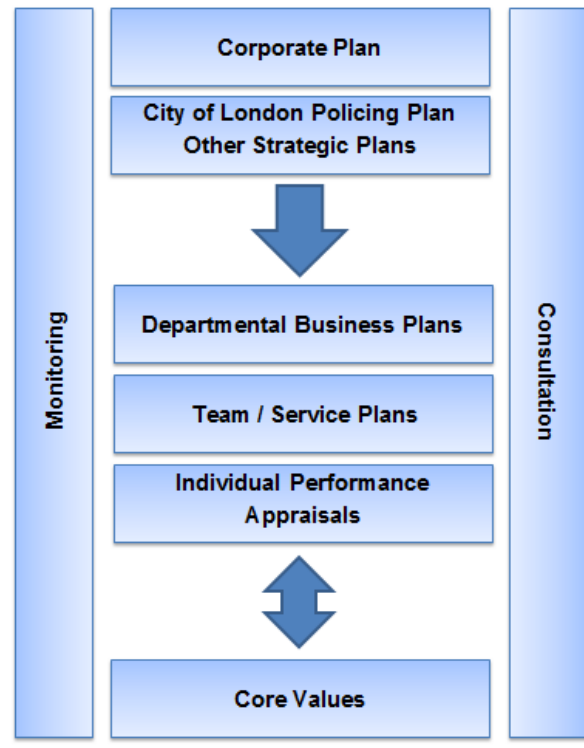 Corporate Plan
City of London Policing Plan
Other Strategic Plans
Monitoring
Departmental Business Plans
Consultation
Team / Service Plans
Individual Performance
Appraisals
Core Values